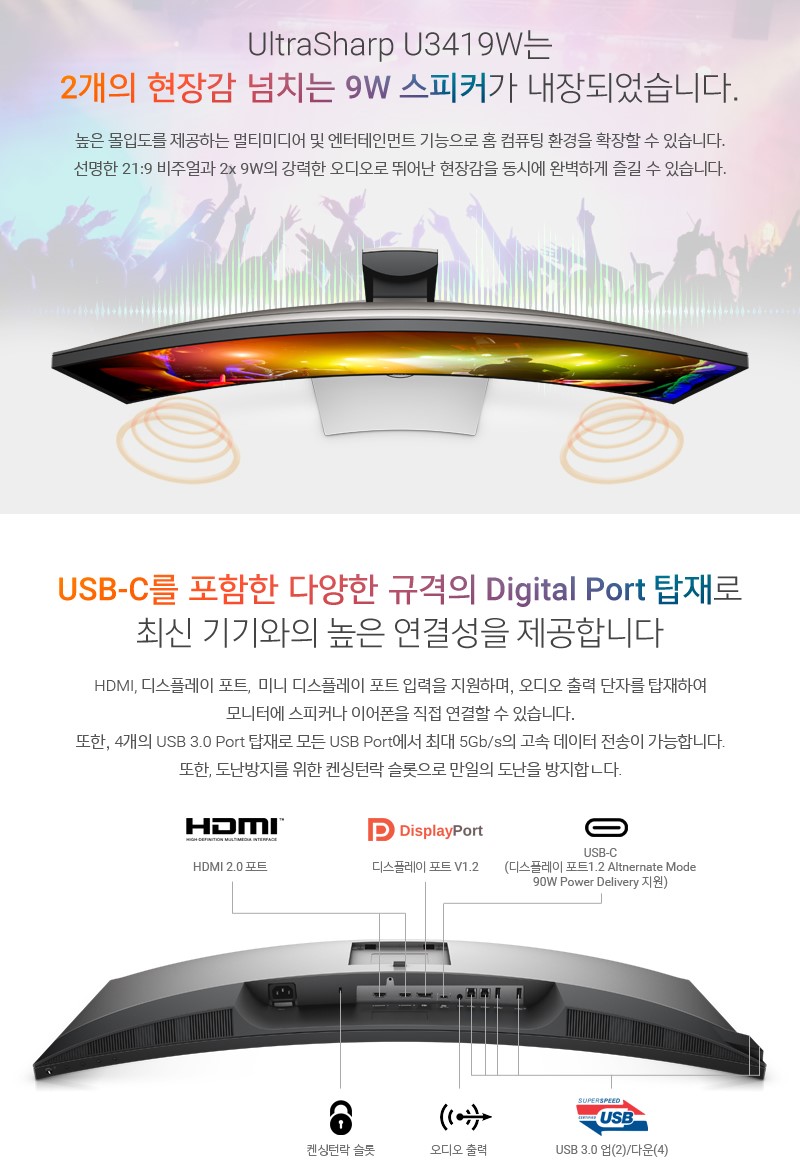 UltraSharp U3419W는
2개의 현장감 넘치는 9W 스피커가 내장되었습니다.
높은 몰입도를 제공하는 멀티미디어 및 엔터테인먼트 기능으로 홈 컴퓨팅 환경을 확장할 수 있습니다.
선명한 21:9 비주얼과 2x 9W의 강력한 오디오로 뛰어난 현장감을 동시에 완벽하게 즐길 수 있습니다.
USB-C를 포함한 다양한 규격의 Digital Port 탑재로
최신 기기와의 높은 연결성을 제공합니다
HDMI, 디스플레이 포트, 미니 디스플레이 포트 입력을 지원하며, 오디오 출력 단자를 탑재하여
모니터에 스피커나 이어폰을 직접 연결할 수 있습니다.
또한, 4개의 USB 3.0 Port 탑재로 모든 USB Port에서 최대 5Gb/s의 고속 데이터 전송이 가능합니다.
또한, 도난방지를 위한 켄싱턴락 슬롯으로 만일의 도난을 방지합ㄴ다.
HDMI™
HIGH-DEFINITION MULTIMEDIA INTERFACE
HDMI 2.0 포트
DisplayPort
디스플레이 포트 V1.2
USB-C
(디스플레이 포트1.2 Altnernate Mode
90W Power Delivery 지원)
켄싱턴락 슬롯
오디오 출력
SUPERSPEED
CERTIFIED USB
USB 3.0 업(2)/다운(4)